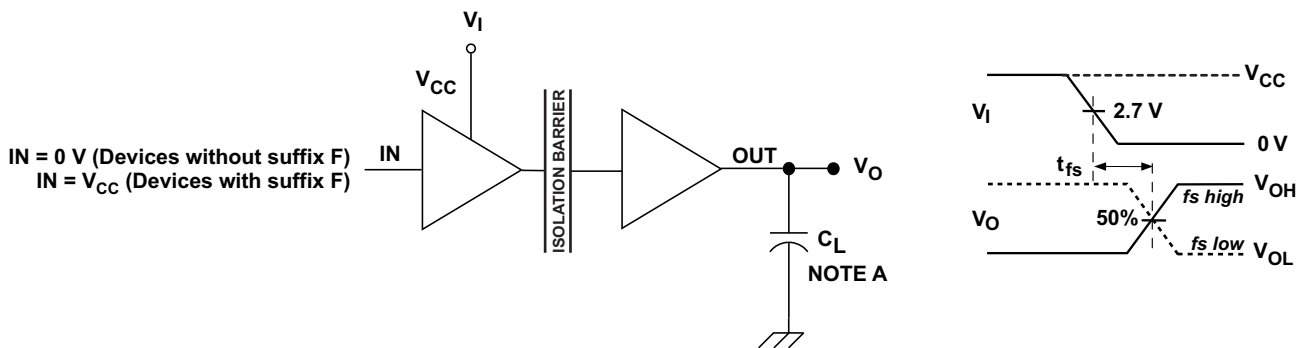 V_I
V_CC
IN = 0 V (Devices without suffix F)
IN = V_CC (Devices with suffix F)
IN
ISOLATION BARRIER
OUT
V_O
C_L
NOTE A
V_I
V_CC
2.7 V
0 V
t_fs
V_O
50%
fs high
V_OH
fs low
V_OL